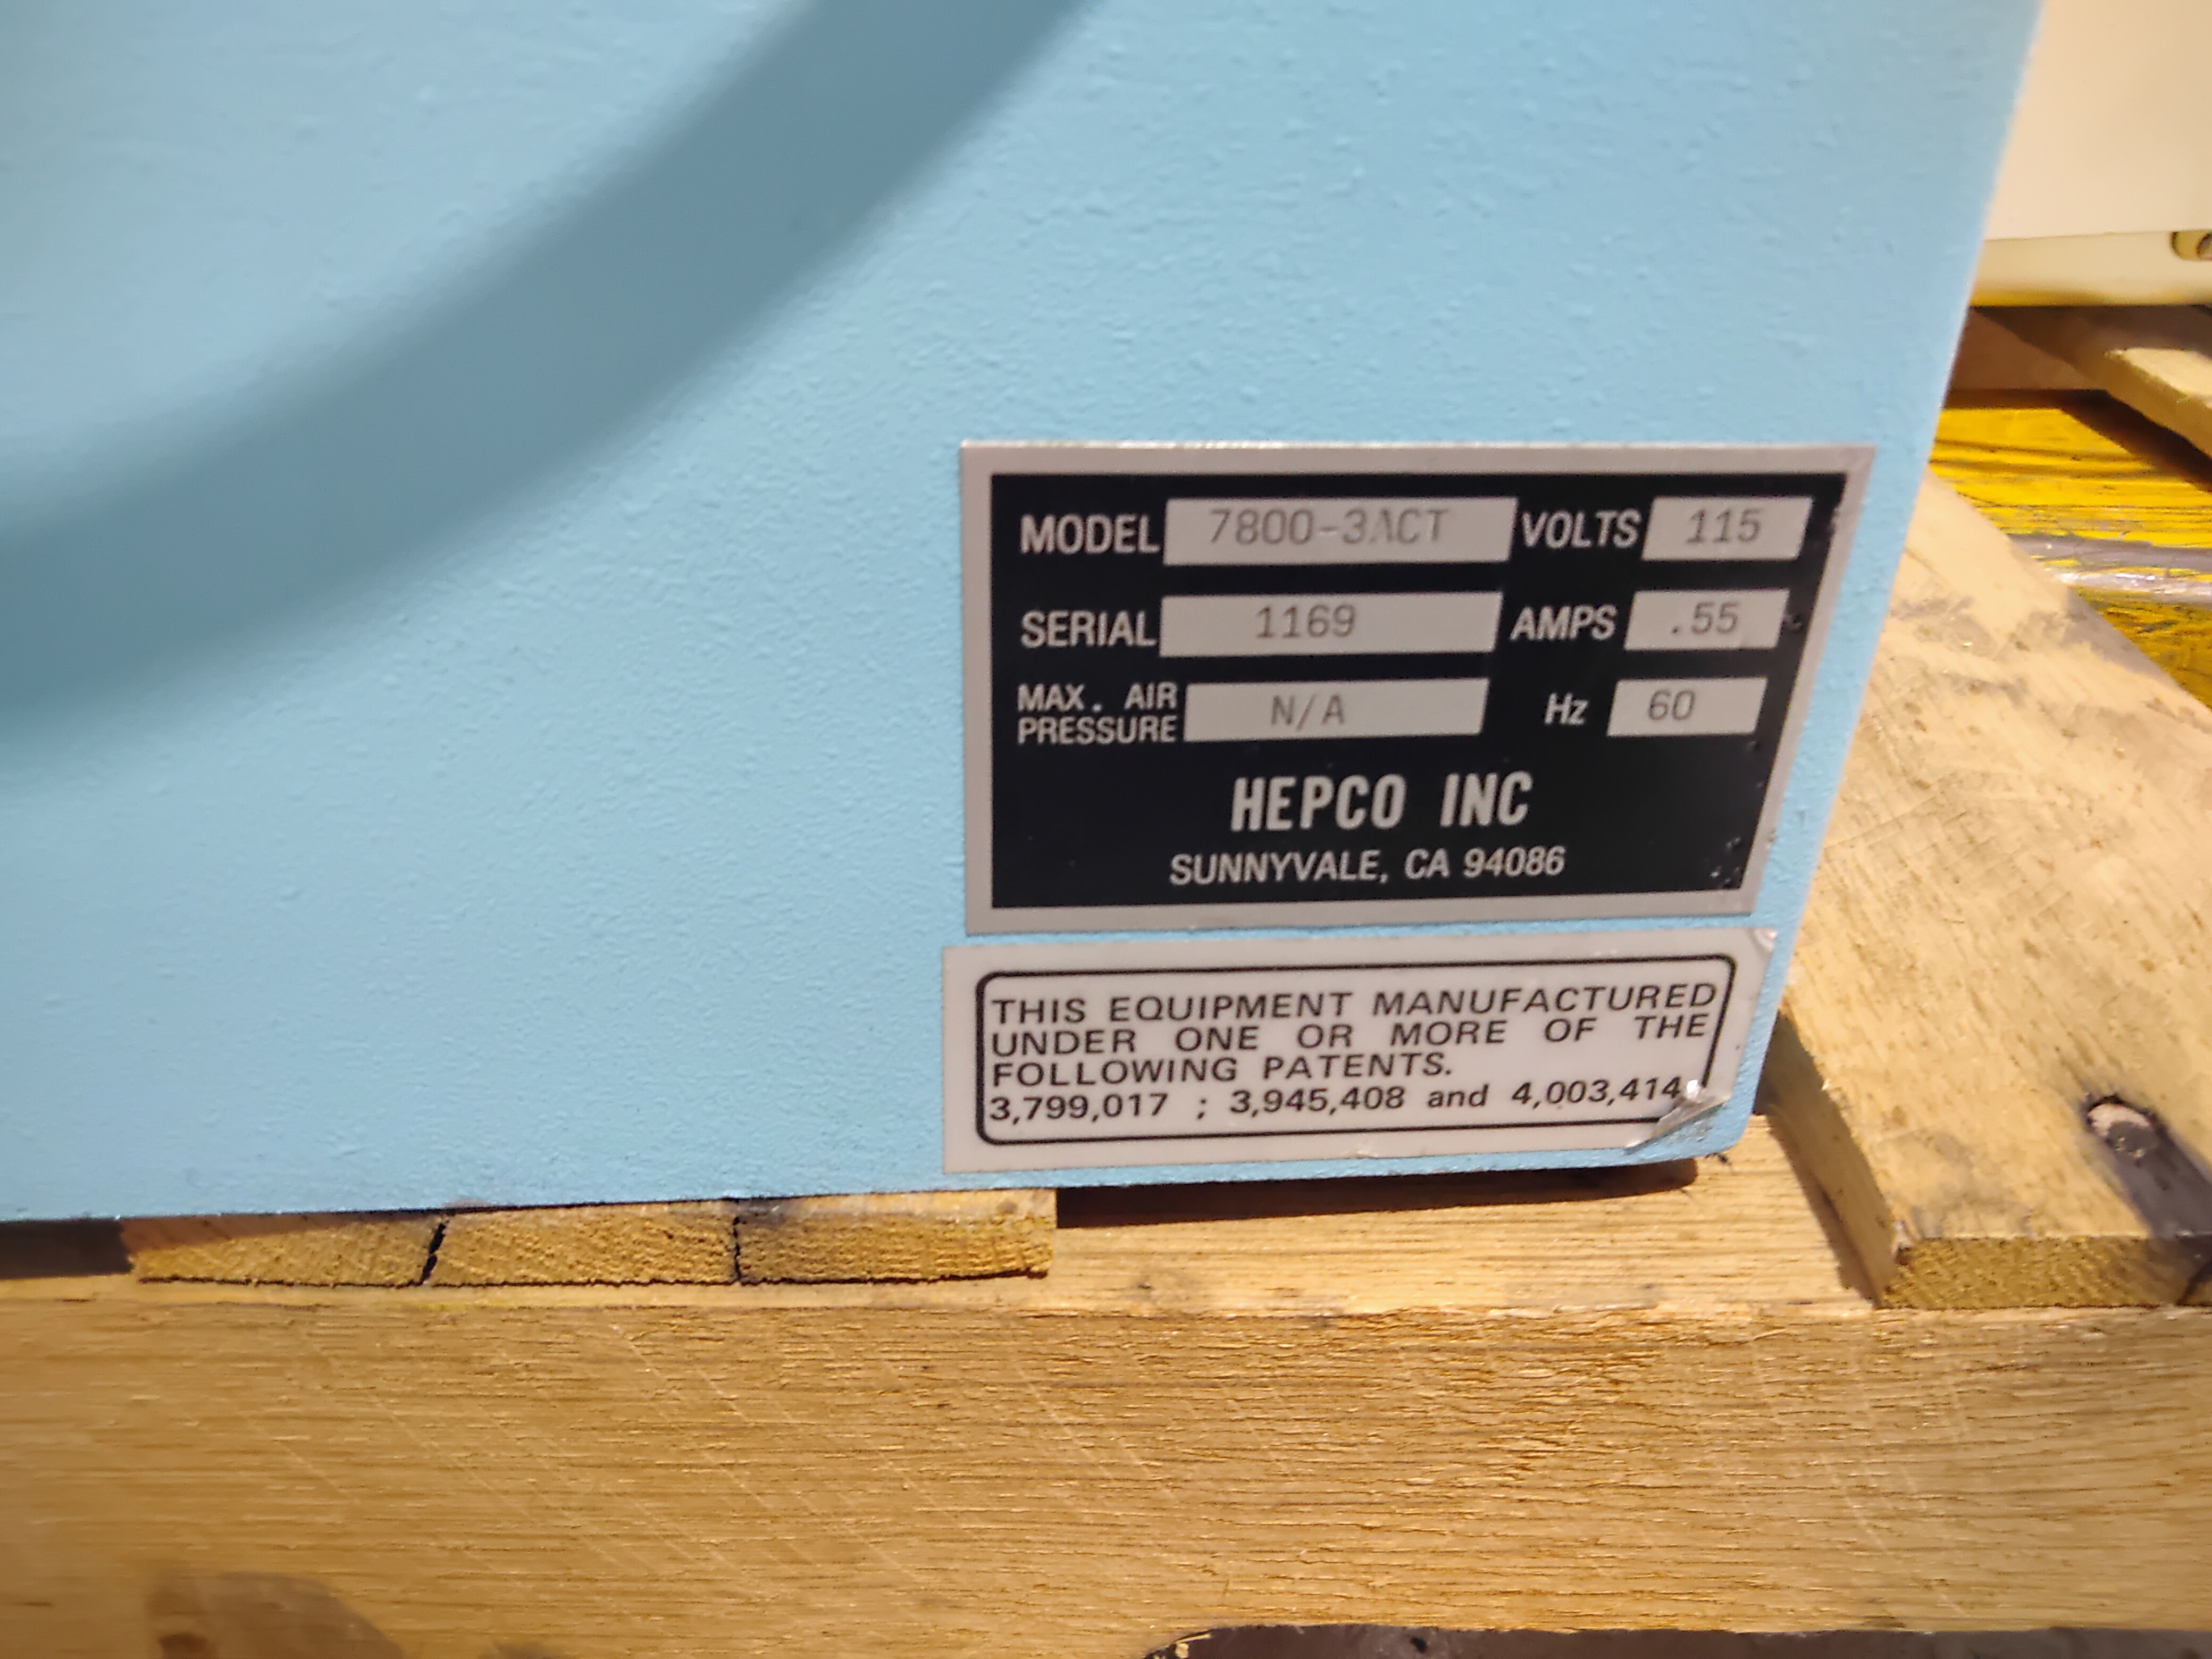 MODEL 7800-3ACT VOLTS 115
SERIAL 1169 AMPS .55
MAX. AIR
PRESSURE N/A Hz 60
HEPCO INC
SUNNYVALE, CA 94086
THIS EQUIPMENT MANUFACTURED
UNDER ONE OR MORE OF THE
FOLLOWING PATENTS.
3,799,017 ; 3,945,408 and 4,003,414